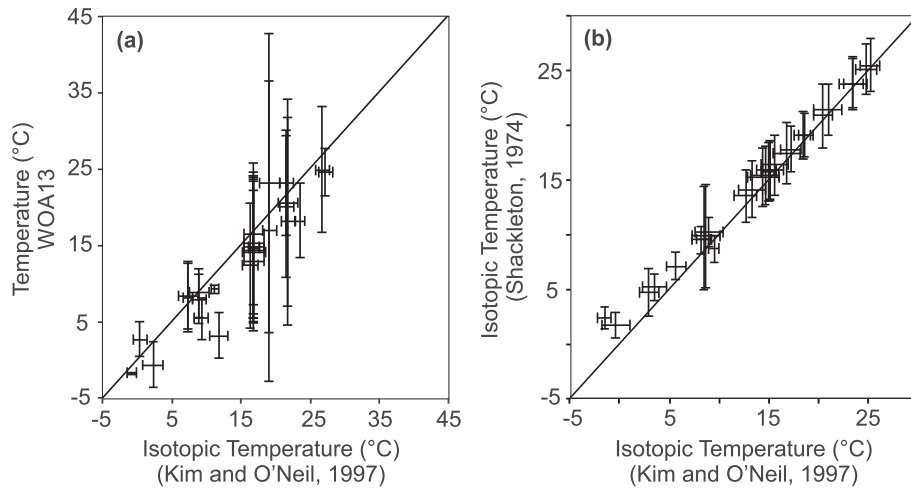 45
(a)
35
25
15
5
-5
-5
5
15
25
35
45
Temperature (°C)
WOA13
Isotopic Temperature (°C)
(Kim and O'Neil, 1997)
(b)
25
15
5
-5
-5
5
15
25
Isotopic Temperature (°C)
(Shackleton, 1974)
Isotopic Temperature (°C)
(Kim and O'Neil, 1997)